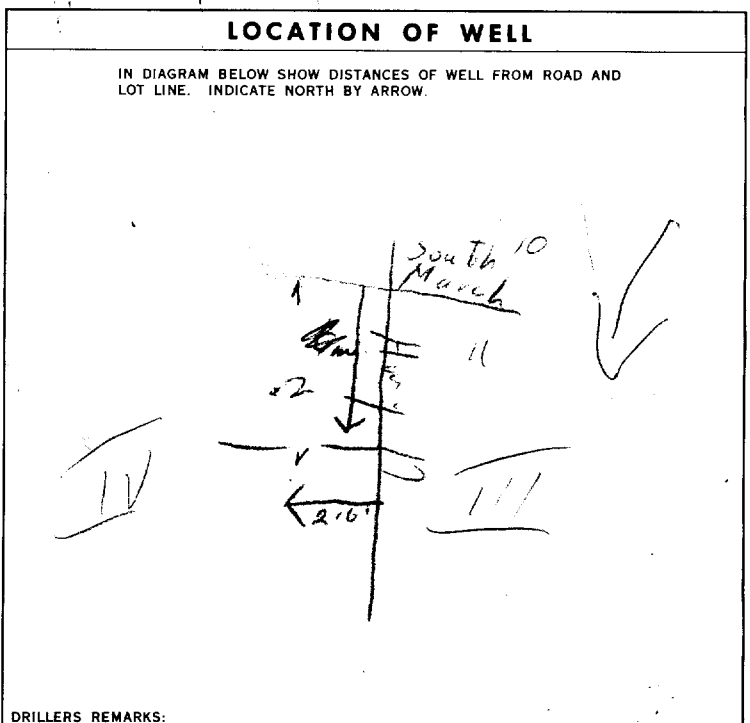 LOCATION OF WELL
IN DIAGRAM BELOW SHOW DISTANCES OF WELL FROM ROAD AND
LOT LINE. INDICATE NORTH BY ARROW.
South 10
March
11
IV
III
DRILLERS REMARKS: